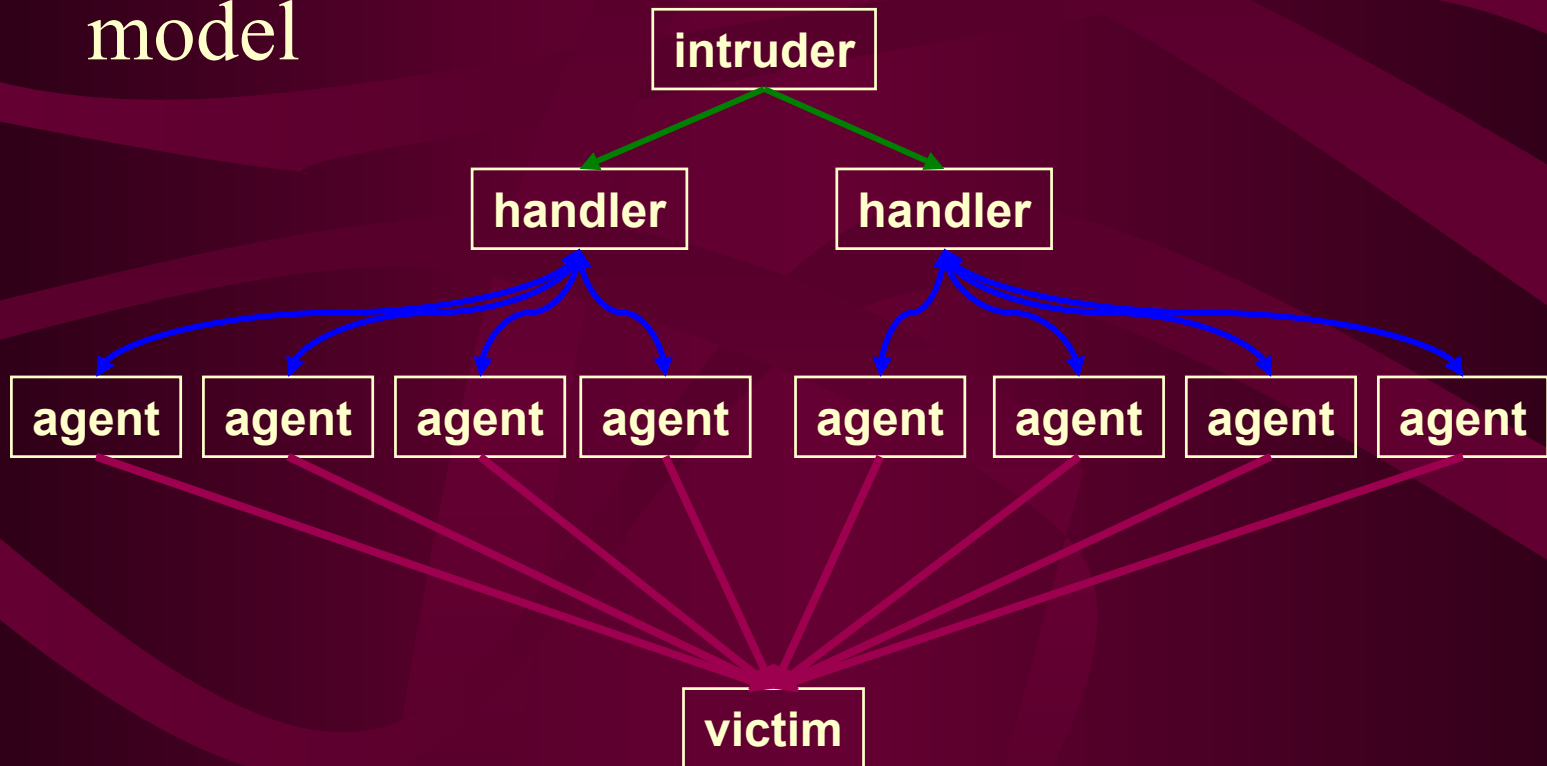 model
intruder
handler handler
agent agent agent agent agent agent agent agent
victim